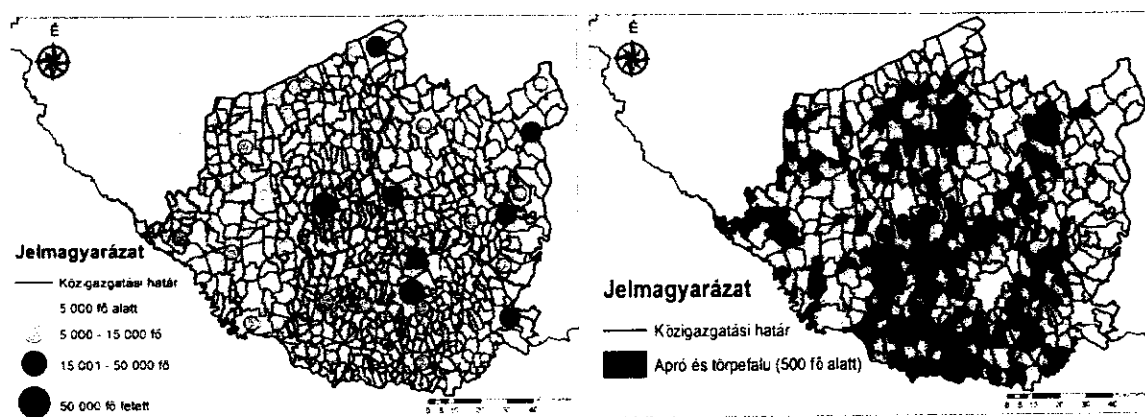 É
Jelmagyarázat
Közigazgatási határ
5 000 fő alatt
5 000 - 15 000 fő
15 001 - 50 000 fő
50 000 fő felett
É
Jelmagyarázat
Közigazgatási határ
Apró és törpefalu (500 fő alatt)